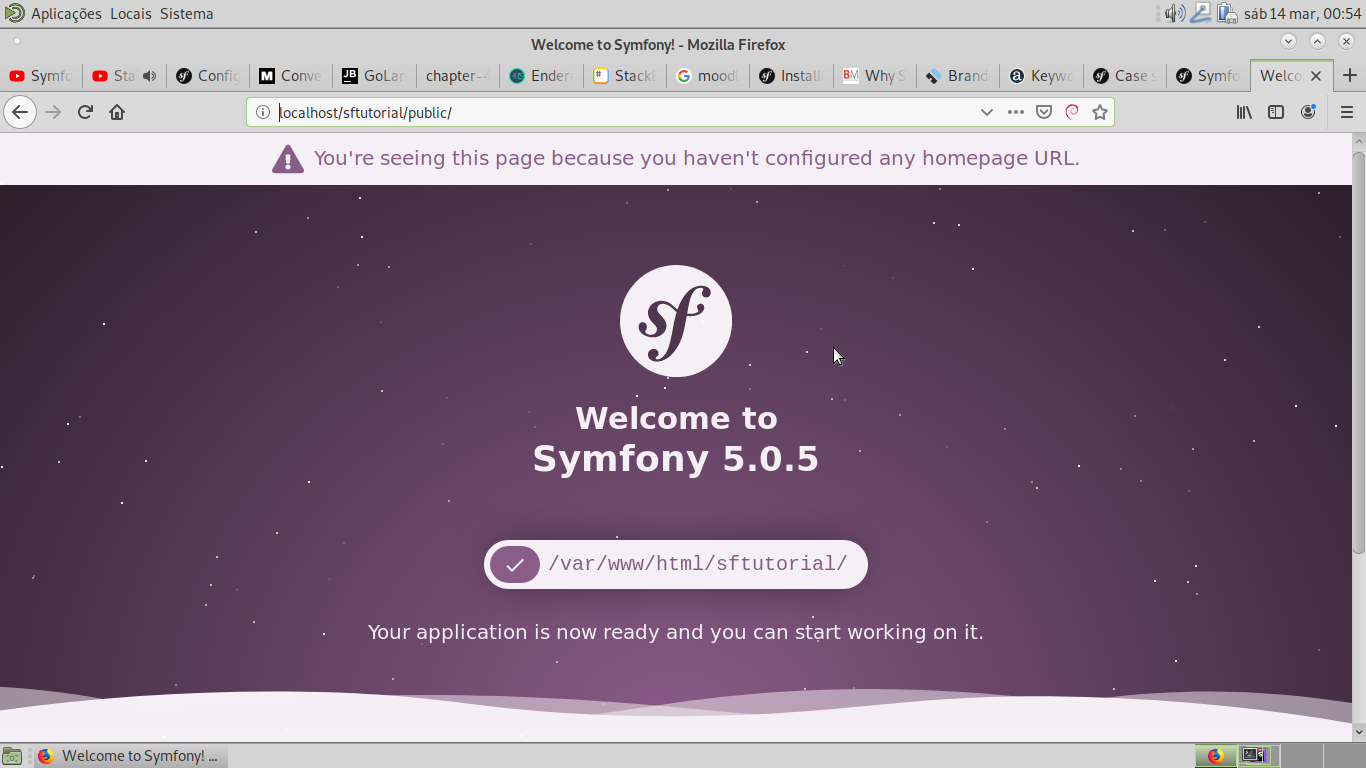 Aplicações Locais Sistema sáb 14 mar, 00:54
Welcome to Symfony! - Mozilla Firefox
Symfo Sta Config Conve GoLan chapter-4 Ender StackE moodl Install Why S Brand Keywo Case s Symfo Welco
localhost/sftutorial/public/
You're seeing this page because you haven't configured any homepage URL.
sf
Welcome to
Symfony 5.0.5
/var/www/html/sftutorial/
Your application is now ready and you can start working on it.
Welcome to Symfony! ...